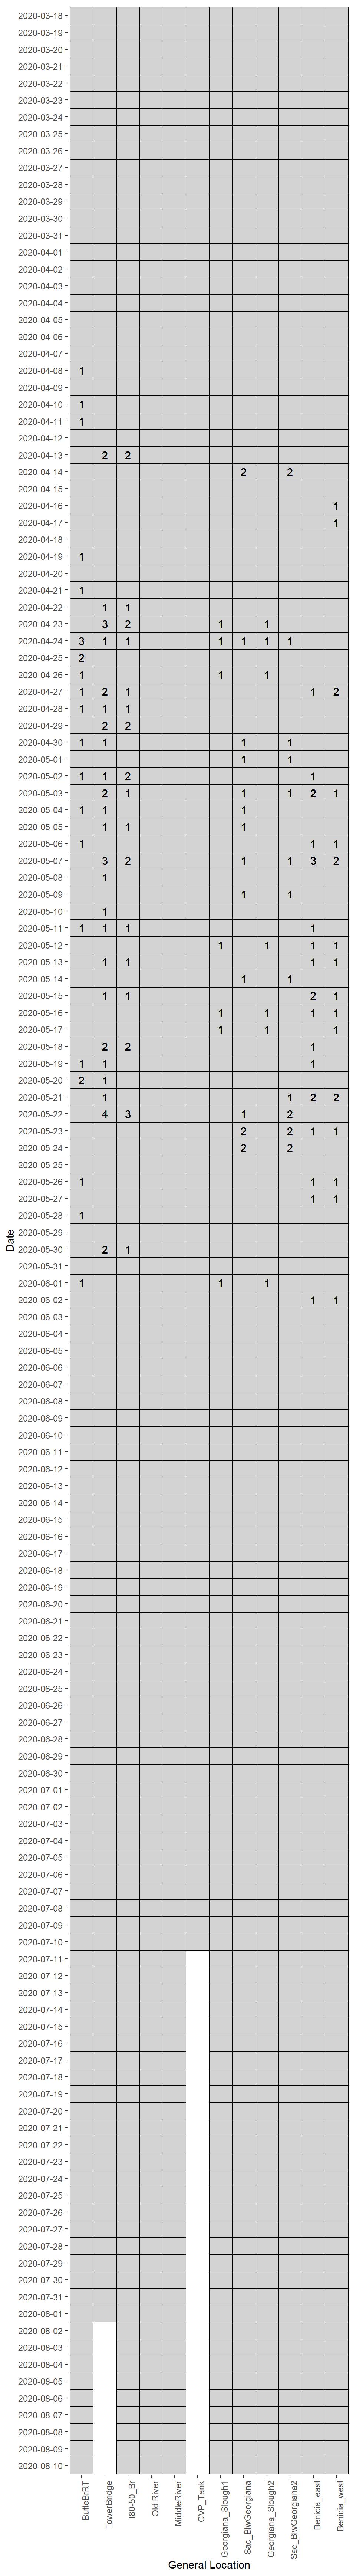 2020-03-18
2020-03-19
2020-03-20
2020-03-21
2020-03-22
2020-03-23
2020-03-24
2020-03-25
2020-03-26
2020-03-27
2020-03-28
2020-03-29
2020-03-30
2020-03-31
2020-04-01
2020-04-02
2020-04-03
2020-04-04
2020-04-05
2020-04-06
2020-04-07
2020-04-08 1
2020-04-09
2020-04-10 1
2020-04-11 1
2020-04-12
2020-04-13 2 2
2020-04-14 2 2
2020-04-15
2020-04-16 1
2020-04-17 1
2020-04-18
2020-04-19 1
2020-04-20
2020-04-21 1
2020-04-22 1 1
2020-04-23 3 2 1 1
2020-04-24 3 1 1 1 1 1 1
2020-04-25 2
2020-04-26 1 1 1
2020-04-27 1 2 1 1 2
2020-04-28 1 1 1
2020-04-29 2 2
2020-04-30 1 1 1 1
2020-05-01 1 1
2020-05-02 1 1 2 1
2020-05-03 2 1 1 1 2 1
2020-05-04 1 1 1
2020-05-05 1 1 1
2020-05-06 1 1 1
2020-05-07 3 2 1 1 3 2
2020-05-08 1
2020-05-09 1 1
2020-05-10 1
2020-05-11 1 1 1 1
2020-05-12 1 1 1 1
2020-05-13 1 1 1 1
2020-05-14 1 1
2020-05-15 1 1 2 1
2020-05-16 1 1 1 1
2020-05-17 1 1 1
2020-05-18 2 2 1
2020-05-19 1 1 1
2020-05-20 2 1
2020-05-21 1 1 2 2
2020-05-22 4 3 1 2
2020-05-23 2 2 1 1
2020-05-24 2 2
2020-05-25
2020-05-26 1 1 1
2020-05-27 1 1
2020-05-28 1
2020-05-29
2020-05-30 2 1
2020-05-31
2020-06-01 1 1 1
2020-06-02 1 1
2020-06-03
2020-06-04
2020-06-05
2020-06-06
2020-06-07
2020-06-08
2020-06-09
2020-06-10
2020-06-11
2020-06-12
2020-06-13
2020-06-14
2020-06-15
2020-06-16
2020-06-17
2020-06-18
2020-06-19
2020-06-20
2020-06-21
2020-06-22
2020-06-23
2020-06-24
2020-06-25
2020-06-26
2020-06-27
2020-06-28
2020-06-29
2020-06-30
2020-07-01
2020-07-02
2020-07-03
2020-07-04
2020-07-05
2020-07-06
2020-07-07
2020-07-08
2020-07-09
2020-07-10
2020-07-11
2020-07-12
2020-07-13
2020-07-14
2020-07-15
2020-07-16
2020-07-17
2020-07-18
2020-07-19
2020-07-20
2020-07-21
2020-07-22
2020-07-23
2020-07-24
2020-07-25
2020-07-26
2020-07-27
2020-07-28
2020-07-29
2020-07-30
2020-07-31
2020-08-01
2020-08-02
2020-08-03
2020-08-04
2020-08-05
2020-08-06
2020-08-07
2020-08-08
2020-08-09
2020-08-10
Date
ButteBrRT
TowerBridge
I80-50_Br
Old River
MiddleRiver
CVP_Tank
Georgiana_Slough1
Sac_BlwGeorgiana
Georgiana_Slough2
Sac_BlwGeorgiana2
Benicia_east
Benicia_west
General Location